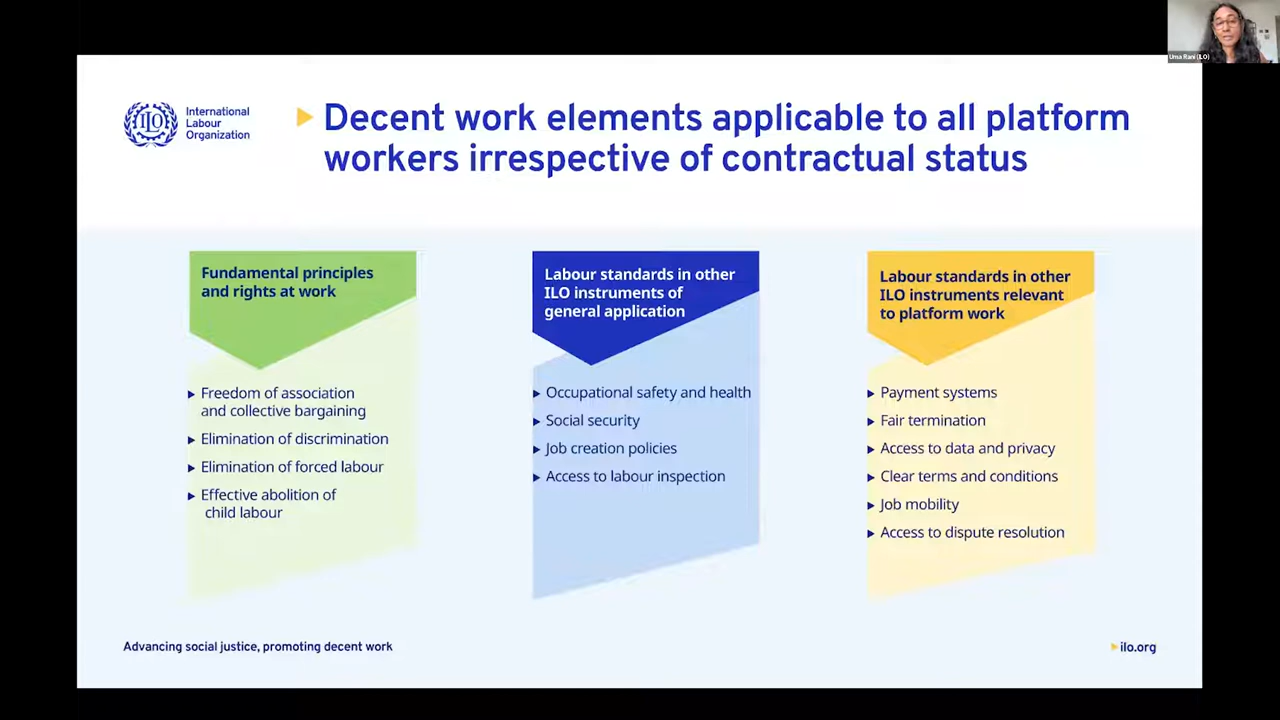 Uma Rani (ILO)
International
Labour
Organization
Decent work elements applicable to all platform
workers irrespective of contractual status
Fundamental principles
and rights at work
Freedom of association
and collective bargaining
Elimination of discrimination
Elimination of forced labour
Effective abolition of
child labour
Labour standards in other
ILO instruments of
general application
Occupational safety and health
Social security
Job creation policies
Access to labour inspection
Labour standards in other
ILO instruments relevant
to platform work
Payment systems
Fair termination
Access to data and privacy
Clear terms and conditions
Job mobility
Access to dispute resolution
Advancing social justice, promoting decent work
ilo.org